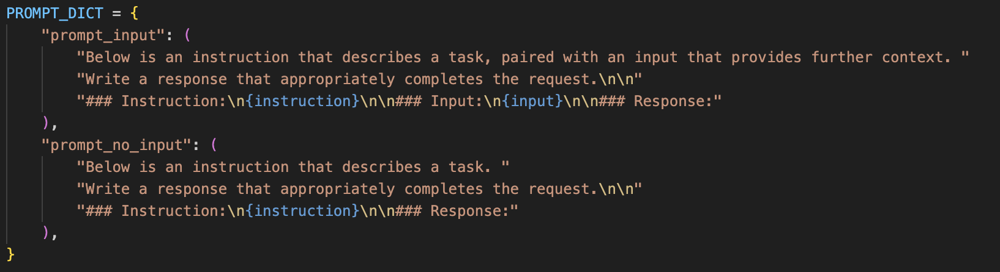 PROMPT_DICT = {
    "prompt_input": (
        "Below is an instruction that describes a task, paired with an input that provides further context. "
        "Write a response that appropriately completes the request.\n\n"
        "### Instruction:\n{instruction}\n\n### Input:\n{input}\n\n### Response:"
    ),
    "prompt_no_input": (
        "Below is an instruction that describes a task. "
        "Write a response that appropriately completes the request.\n\n"
        "### Instruction:\n{instruction}\n\n### Response:"
    ),
}